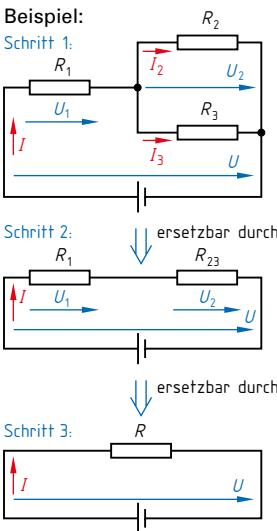 Beispiel:
Schritt 1:
R2
I2
U2
R1
U1
R3
I3
I
U
Schritt 2:
ersetzbar durch
R1
R23
I
U1
U2
U
ersetzbar durch
Schritt 3:
R
I
U